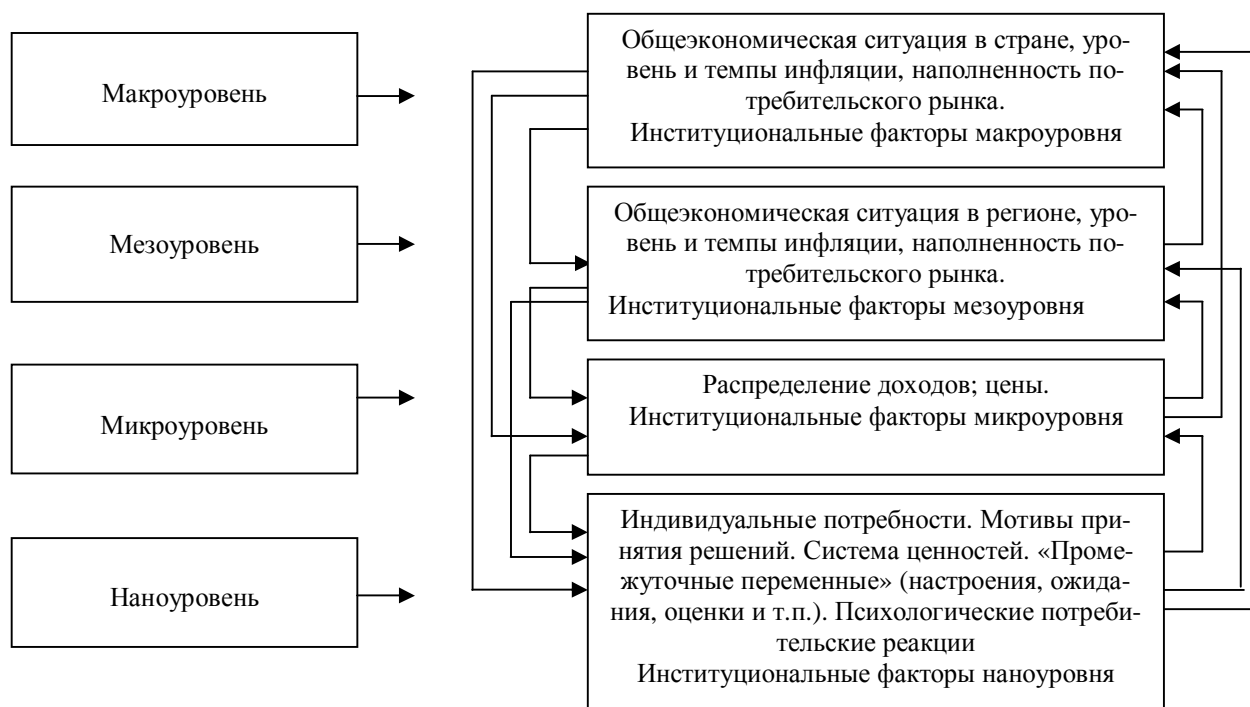 Макроуровень
Общеэкономическая ситуация в стране, уро-
вень и темпы инфляции, наполненность по-
требительского рынка.
Институциональные факторы макроуровня
Мезоуровень
Общеэкономическая ситуация в регионе, уро-
вень и темпы инфляции, наполненность по-
требительского рынка.
Институциональные факторы мезоуровня
Микроуровень
Распределение доходов; цены.
Институциональные факторы микроуровня
Наноуровень
Индивидуальные потребности. Мотивы при-
нятия решений. Система ценностей. «Проме-
жуточные переменные» (настроения, ожида-
ния, оценки и т.п.). Психологические потреби-
тельские реакции
Институциональные факторы наноуровня